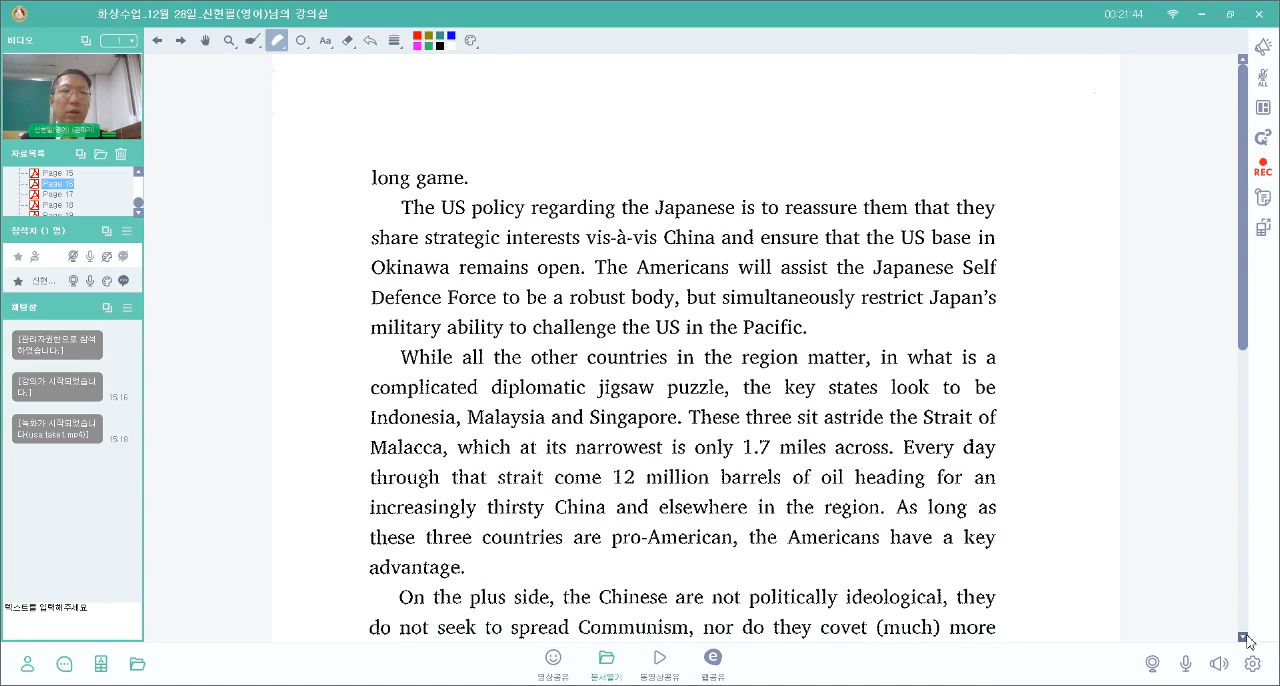 화상수업_12월 28일_신현필(영어)님의 강의실
00:21:44
비디오
1
Aa
신현필(영어) (관리자)
자료목록
Page 15
Page 16
Page 17
Page 18
참석자 (1 명)
신현...
채팅창
[관리자권한으로 참석
하였습니다.]
[강의가 시작되었습니
다.]
15:16
[녹화가 시작되었습니
다(usa take1.mp4)]
15:18
텍스트를 입력해주세요
long game.
The US policy regarding the Japanese is to reassure them that they
share strategic interests vis-à-vis China and ensure that the US base in
Okinawa remains open. The Americans will assist the Japanese Self
Defence Force to be a robust body, but simultaneously restrict Japan's
military ability to challenge the US in the Pacific.
While all the other countries in the region matter, in what is a
complicated diplomatic jigsaw puzzle, the key states look to be
Indonesia, Malaysia and Singapore. These three sit astride the Strait of
Malacca, which at its narrowest is only 1.7 miles across. Every day
through that strait come 12 million barrels of oil heading for an
increasingly thirsty China and elsewhere in the region. As long as
these three countries are pro-American, the Americans have a key
advantage.
On the plus side, the Chinese are not politically ideological, they
do not seek to spread Communism, nor do they covet (much) more
ALL
REC
영상공유
문서열기
동영상공유
웹공유